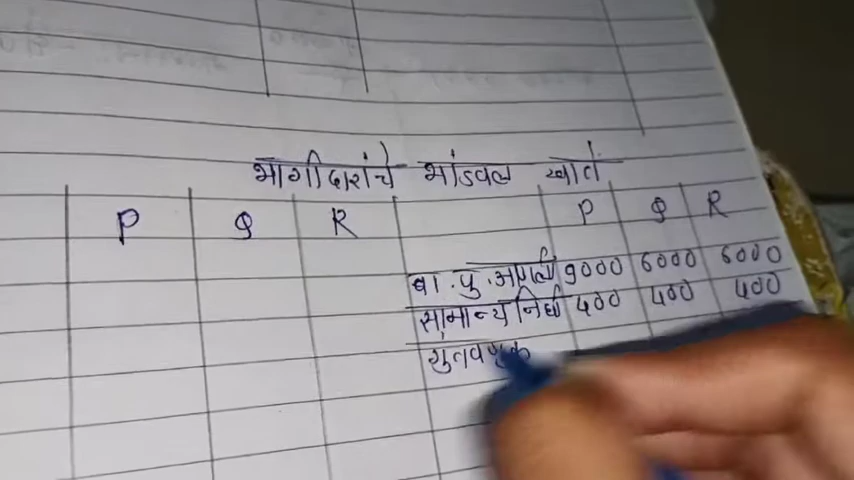 भागीदारांचे भांडवल खाते
P Q R P Q R
बा.पु.आणली 9000 6000 6000
सामान्य निधी 400 400 400